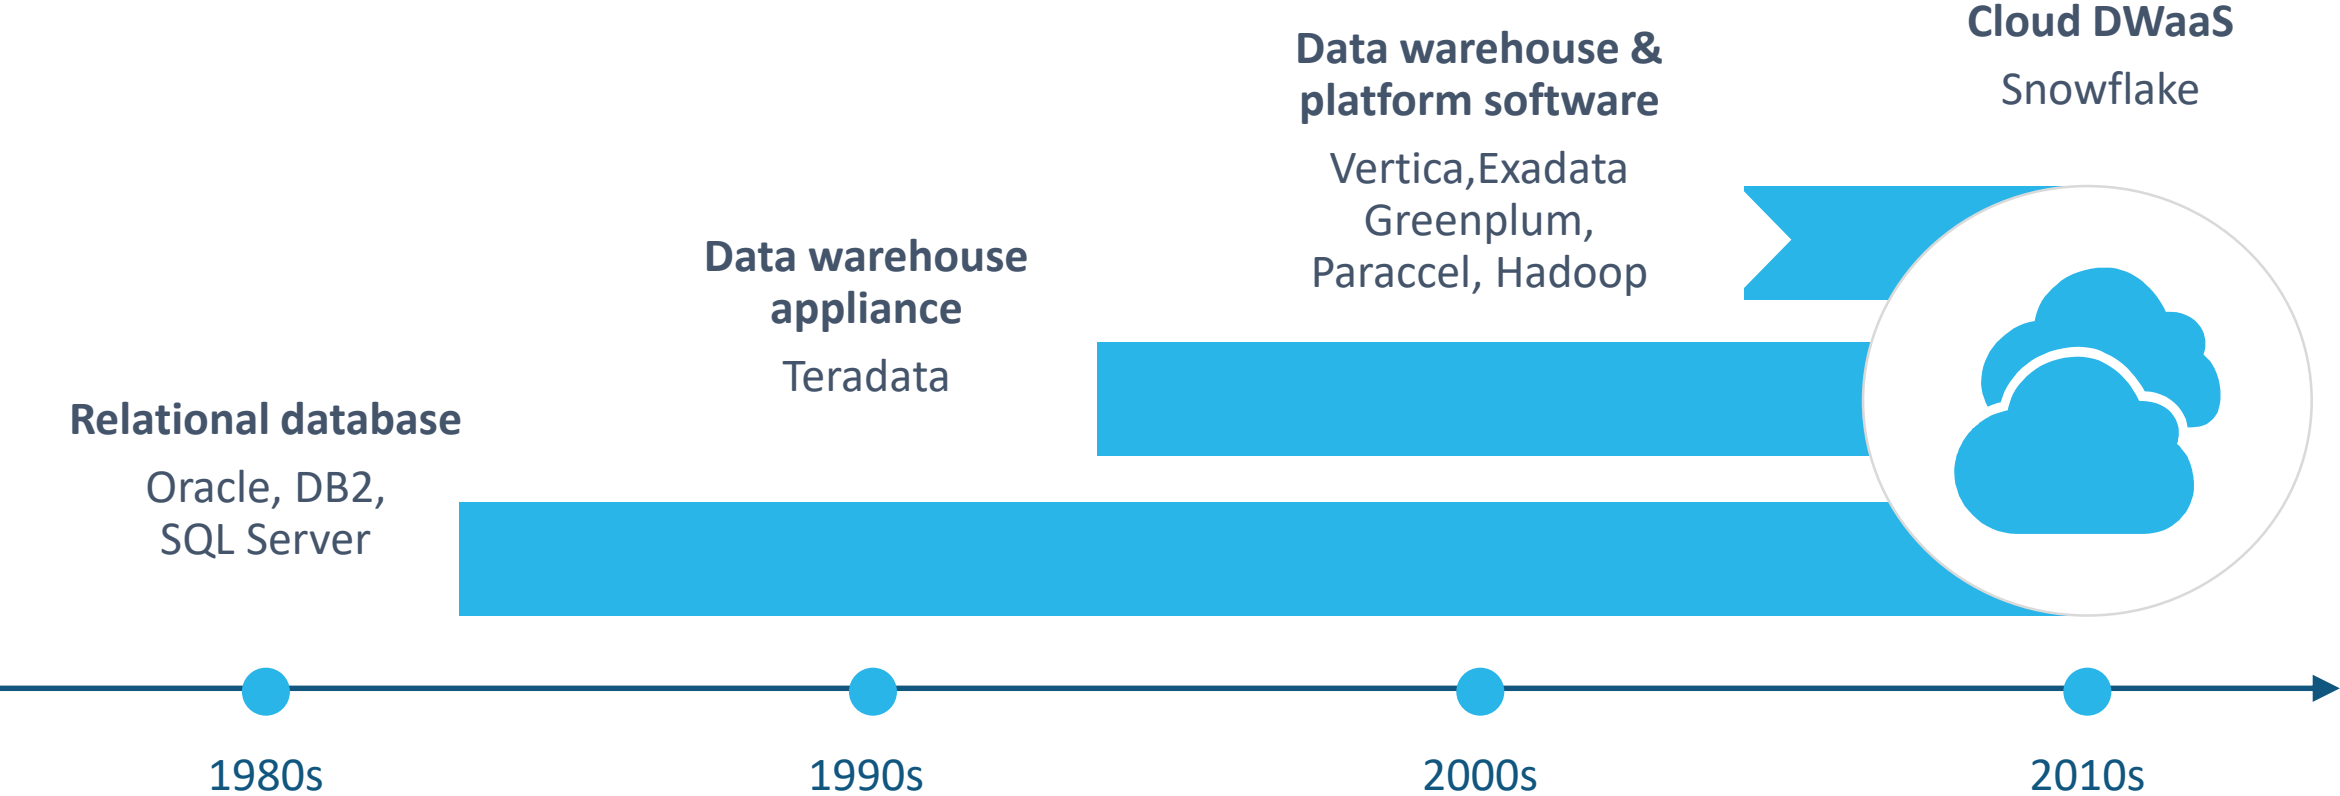 Relational database
Oracle, DB2,
SQL Server
Data warehouse
appliance
Teradata
Data warehouse &
platform software
Vertica,Exadata
Greenplum,
Paraccel, Hadoop
Cloud DWaaS
Snowflake
1980s
1990s
2000s
2010s